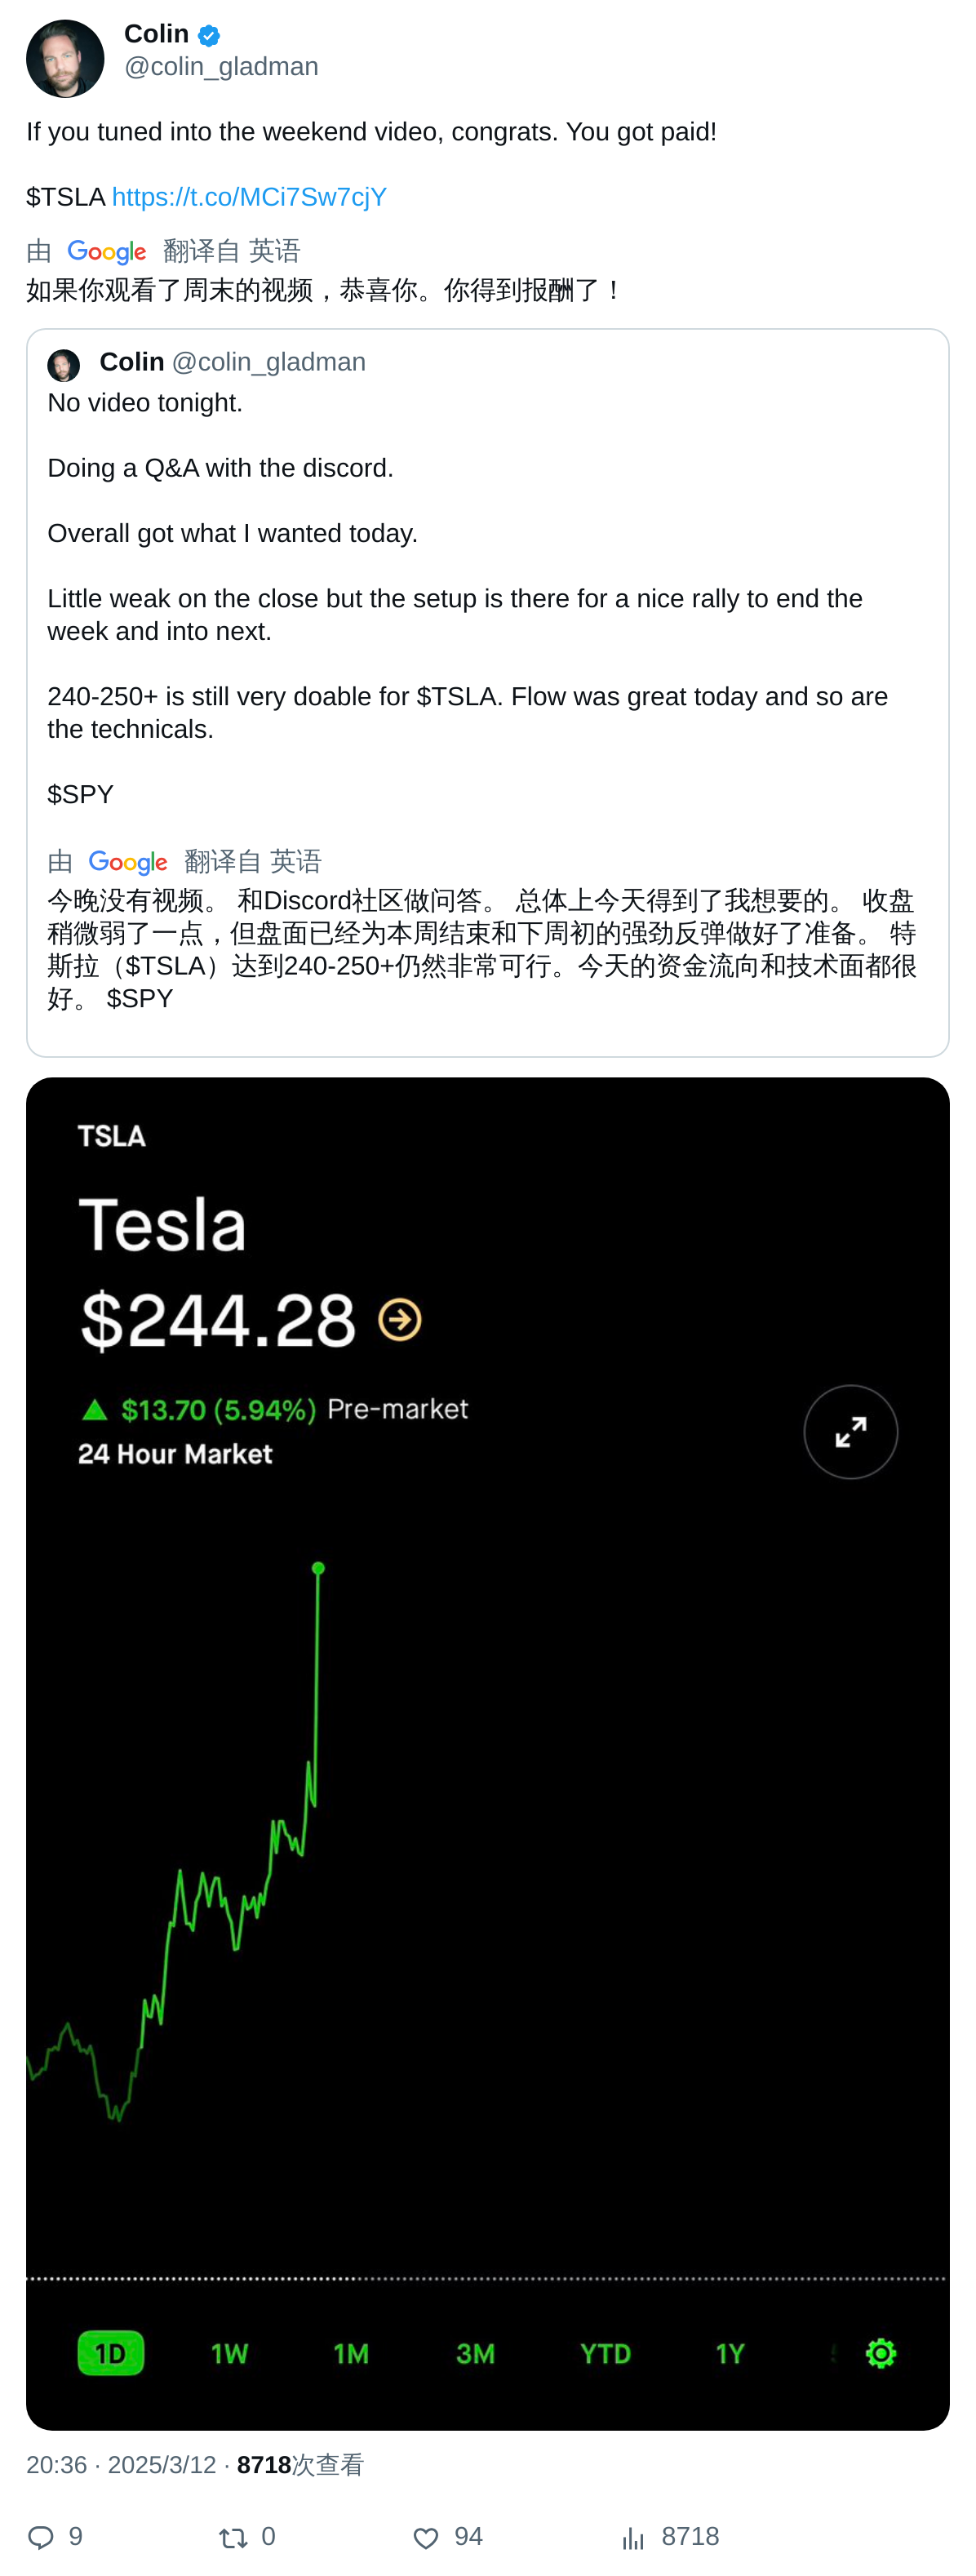 Colin
@colin_gladman
If you tuned into the weekend video, congrats. You got paid!
$TSLA https://t.co/MCi7Sw7cjY
由 Google 翻译自 英语
如果你观看了周末的视频，恭喜你。你得到报酬了！
Colin @colin_gladman
No video tonight.
Doing a Q&A with the discord.
Overall got what I wanted today.
Little weak on the close but the setup is there for a nice rally to end the
week and into next.
240-250+ is still very doable for $TSLA. Flow was great today and so are
the technicals.
$SPY
由 Google 翻译自 英语
今晚没有视频。 和Discord社区做问答。 总体上今天得到了我想要的。 收盘
稍微弱了一点，但盘面已经为本周结束和下周初的强劲反弹做好了准备。 特
斯拉（$TSLA）达到240-250+仍然非常可行。今天的资金流向和技术面都很
好。 $SPY
TSLA
Tesla
$244.28
$13.70 (5.94%) Pre-market
24 Hour Market
1D 1W 1M 3M YTD 1Y
20:36 · 2025/3/12 · 8718次查看
9 0 94 8718